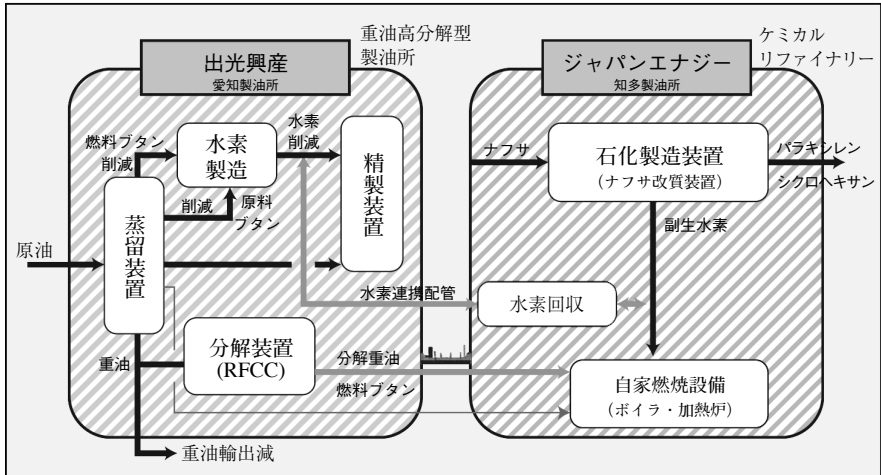 重油高分解型
製油所
出光興産
愛知製油所
ケミカル
リファイナリー
ジャパンエナジー
知多製油所
燃料ブタン
削減
水素
製造
水素
削減
精製装置
削減
原料
ブタン
蒸留装置
原油
重油
分解装置
(RFCC)
水素連携配管
分解重油
燃料ブタン
重油輸出減
ナフサ
石化製造装置
(ナフサ改質装置)
パラキシレン
シクロヘキサン
副生水素
水素回収
自家燃焼設備
(ボイラ・加熱炉)